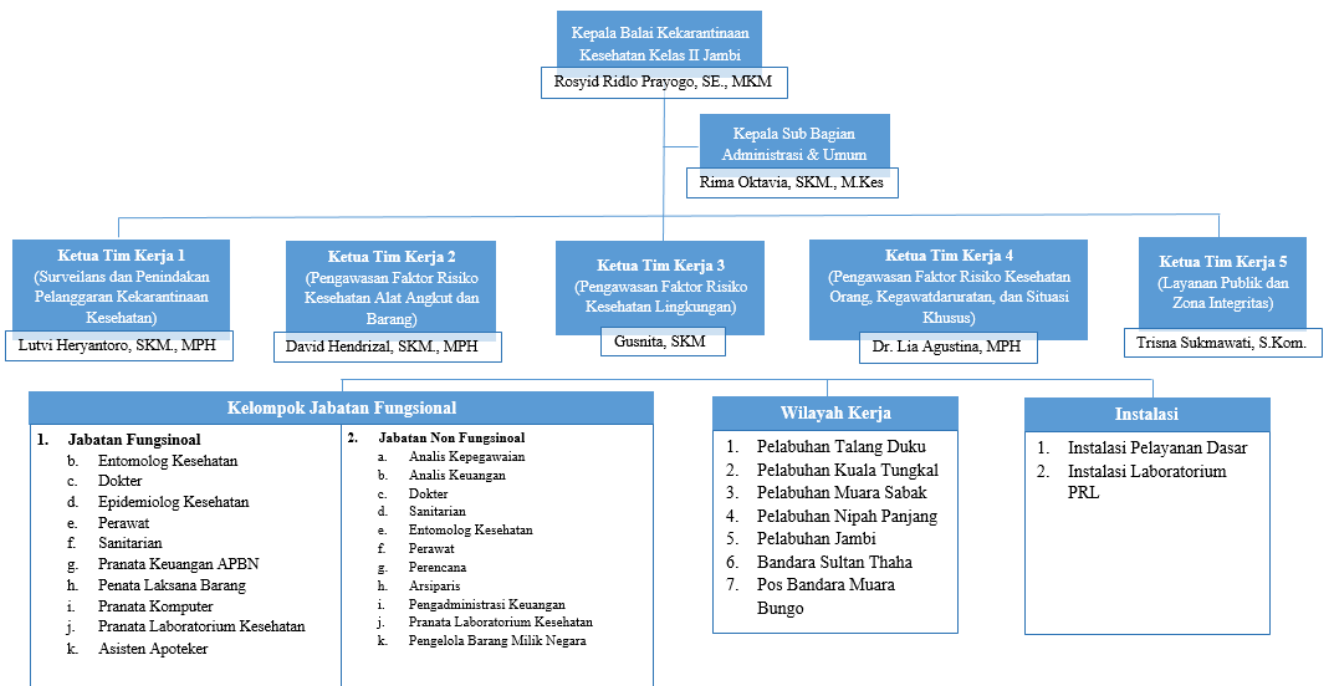 Kepala Balai Kekarantinaan
Kesehatan Kelas II Jambi
Rosyid Ridlo Prayogo, SE., MKM
Kepala Sub Bagian
Administrasi & Umum
Rima Oktavia, SKM., M.Kes
Ketua Tim Kerja 1
(Surveilans dan Penindakan
Pelanggaran Kekarantinaan
Kesehatan)
Lutvi Heryantoro, SKM., MPH
Ketua Tim Kerja 2
(Pengawasan Faktor Risiko
Kesehatan Alat Angkut dan
Barang)
David Hendrizal, SKM., MPH
Ketua Tim Kerja 3
(Pengawasan Faktor Risiko
Kesehatan Lingkungan)
Gusnita, SKM
Ketua Tim Kerja 4
(Pengawasan Faktor Risiko Kesehatan
Orang, Kegawatdaruratan, dan Situasi
Khusus)
Dr. Lia Agustina, MPH
Ketua Tim Kerja 5
(Layanan Publik dan
Zona Integritas)
Trisna Sukmawati, S.Kom.
Kelompok Jabatan Fungsional
1. Jabatan Fungsinoal
b. Entomolog Kesehatan
c. Dokter
d. Epidemiolog Kesehatan
e. Perawat
f. Sanitarian
g. Pranata Keuangan APBN
h. Penata Laksana Barang
i. Pranata Komputer
j. Pranata Laboratorium Kesehatan
k. Asisten Apoteker
2. Jabatan Non Fungsinoal
a. Analis Kepegawaian
b. Analis Keuangan
c. Dokter
d. Sanitarian
e. Entomolog Kesehatan
f. Perawat
g. Perencana
h. Arsiparis
i. Pengadministrasi Keuangan
j. Pranata Laboratorium Kesehatan
k. Pengelola Barang Milik Negara
Wilayah Kerja
1. Pelabuhan Talang Duku
2. Pelabuhan Kuala Tungkal
3. Pelabuhan Muara Sabak
4. Pelabuhan Nipah Panjang
5. Pelabuhan Jambi
6. Bandara Sultan Thaha
7. Pos Bandara Muara
Bungo
Instalasi
1. Instalasi Pelayanan Dasar
2. Instalasi Laboratorium
PRL